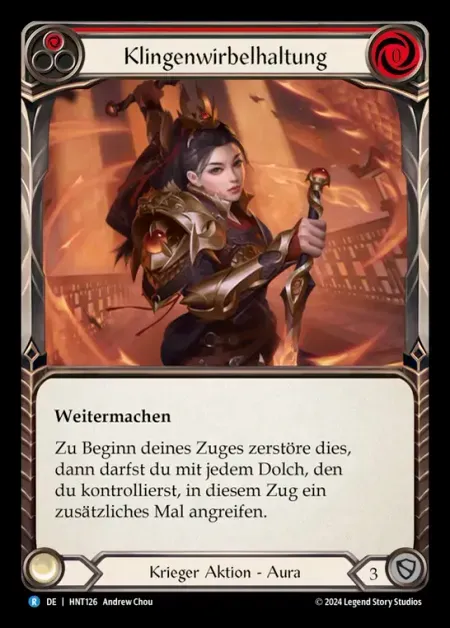 Klingenwirbelhaltung
0
Weitermachen
Zu Beginn deines Zuges zerstöre dies,
dann darfst du mit jedem Dolch, den
du kontrollierst, in diesem Zug ein
zusätzliches Mal angreifen.
Krieger Aktion - Aura
3
R DE | HNT126 Andrew Chou
© 2024 Legend Story Studios